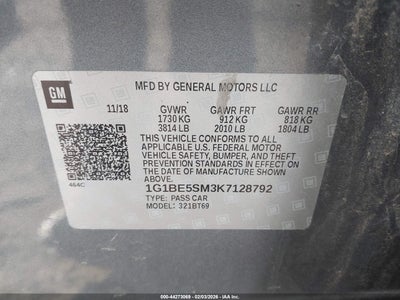 GM
MFD BY GENERAL MOTORS LLC
11/18 GVWR GAWR FRT GAWR RR
1730 KG 912 KG 818 KG
3814 LB 2010 LB 1804 LB
THIS VEHICLE CONFORMS TO ALL
APPLICABLE U.S. FEDERAL MOTOR
VEHICLE SAFETY, BUMPER, AND THEFT
PREVENTION STANDARDS IN EFFECT
ON THE DATE OF MANUFACTURE
SHOWN ABOVE.
464C
1G1BE5SM3K7128792
TYPE: PASS CAR
MODEL: 321BT69
000-44273069 - 02/03/2026 - IAA, Inc.